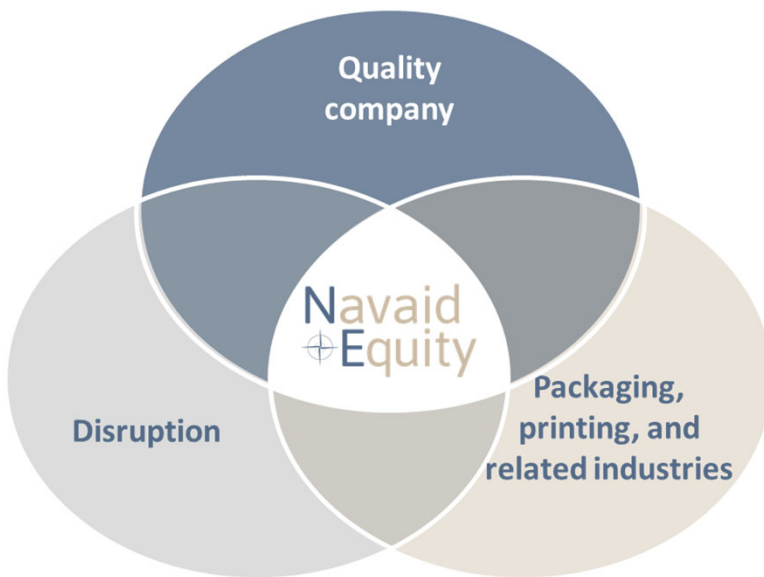 Quality
company
Navaid
Equity
Disruption
Packaging,
printing, and
related industries